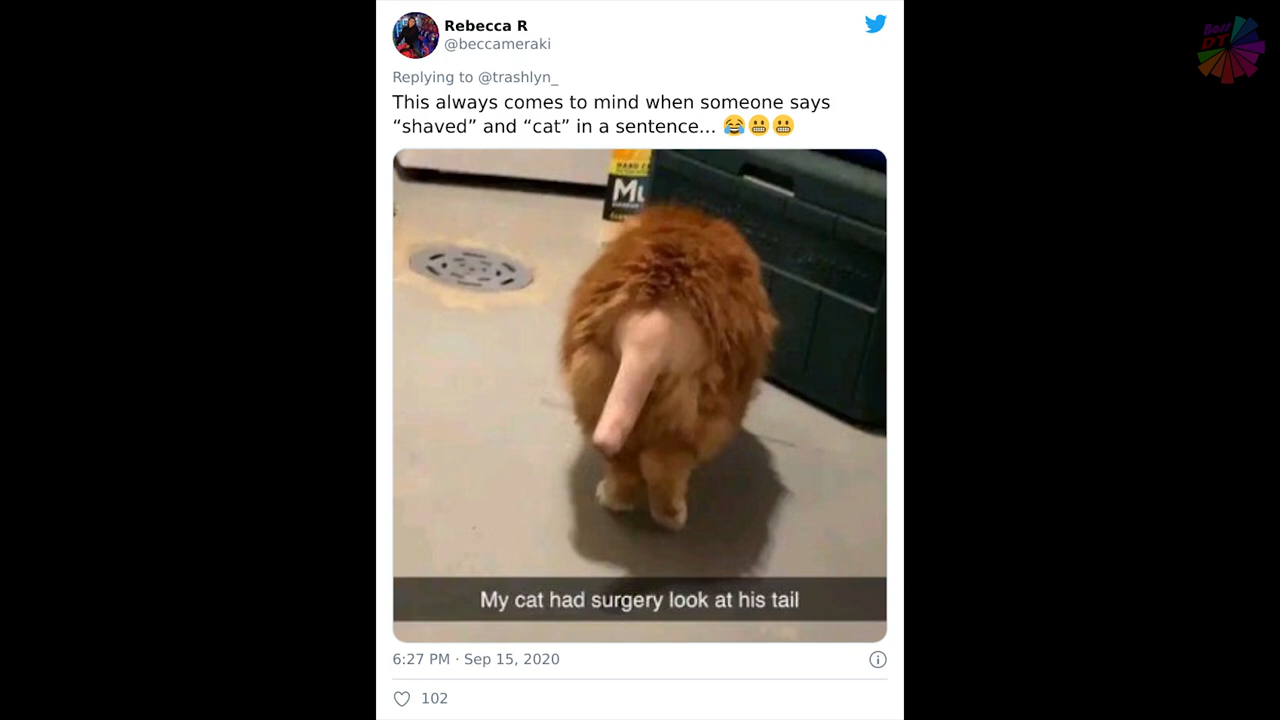 Rebecca R
@beccameraki
Replying to @trashlyn_
This always comes to mind when someone says
“shaved” and “cat” in a sentence... 😂😬😬
My cat had surgery look at his tail
6:27 PM · Sep 15, 2020
102